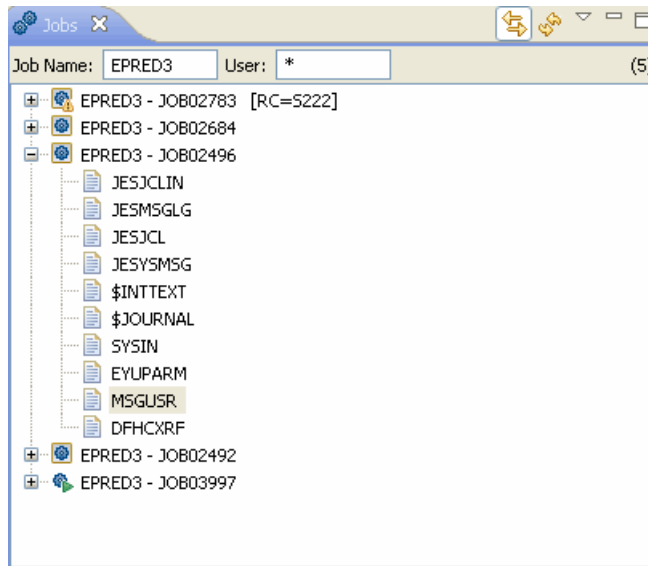 Jobs
Job Name: EPRED3 User: * (5)
EPRED3 - JOB02783 [RC=S222]
EPRED3 - JOB02684
EPRED3 - JOB02496
JESJCLIN
JESMSGLG
JESJCL
JESYSMSG
$INTTEXT
$JOURNAL
SYSIN
EYUPARM
MSGUSR
DFHCXRF
EPRED3 - JOB02492
EPRED3 - JOB03997